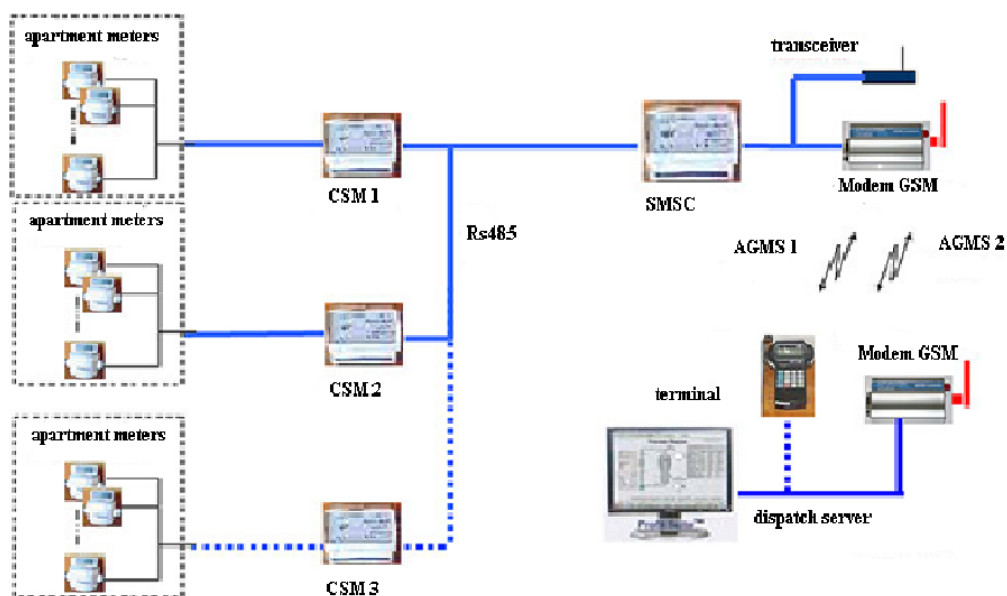 apartment meters
transceiver
CSM 1
SMSC
Modem GSM
apartment meters
Rs485
AGMS 1
AGMS 2
CSM 2
Modem GSM
terminal
apartment meters
dispatch server
CSM 3